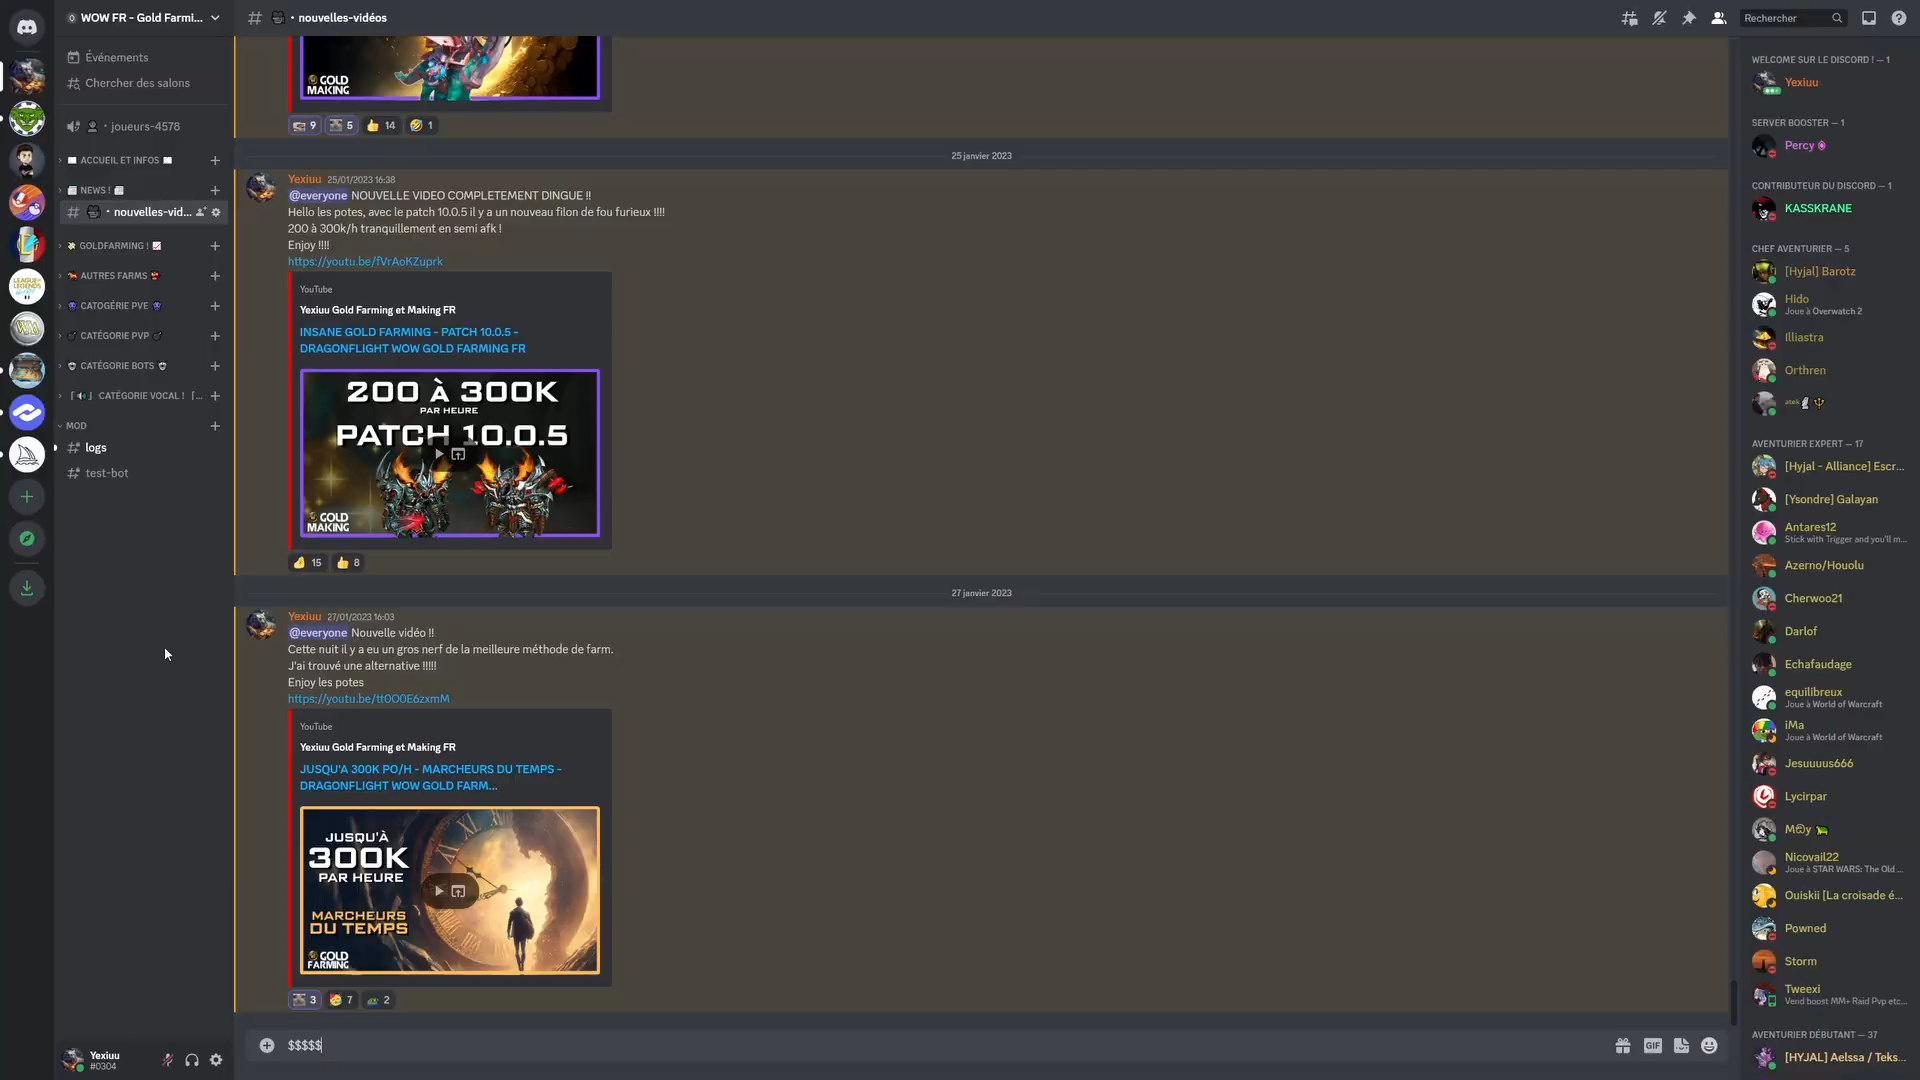 WOW FR - Gold Farmi...
Événements
Chercher des salons
joueurs-4578
ACCUEIL ET INFOS
NEWS !
nouvelles-vid...
GOLDFARMING !
AUTRES FARMS
CATOGÉRIE PVE
CATÉGORIE PVP
CATÉGORIE BOTS
CATÉGORIE VOCAL !
MOD
logs
test-bot
Yexiuu
#0304
LEAGUE OF
LEGENDS
WM
nouvelles-vidéos
Rechercher
GOLD
MAKING
9
5
14
1
25 janvier 2023
Yexiuu 25/01/2023 16:38
@everyone NOUVELLE VIDEO COMPLETEMENT DINGUE !!
Hello les potes, avec le patch 10.0.5 il y a un nouveau filon de fou furieux !!!!
200 à 300k/h tranquillement en semi afk !
Enjoy !!!!
https://youtu.be/fVrAoKZuprk
YouTube
Yexiuu Gold Farming et Making FR
INSANE GOLD FARMING - PATCH 10.0.5 -
DRAGONFLIGHT WOW GOLD FARMING FR
200 À 300K
PAR HEURE
PATCH 10.0.5
GOLD
MAKING
15
8
27 janvier 2023
Yexiuu 27/01/2023 16:03
@everyone Nouvelle vidéo !!
Cette nuit il y a eu un gros nerf de la meilleure méthode de farm.
J'ai trouvé une alternative !!!!!
Enjoy les potes
https://youtu.be/tt0O0E6zxmM
YouTube
Yexiuu Gold Farming et Making FR
JUSQU'A 300K PO/H - MARCHEURS DU TEMPS -
DRAGONFLIGHT WOW GOLD FARM...
JUSQU'À
300K
PAR HEURE
MARCHEURS
DU TEMPS
GOLD
FARMING
3
7
2
$$$$$
GIF
WELCOME SUR LE DISCORD ! — 1
Yexiuu
SERVER BOOSTER — 1
Percy
CONTRIBUTEUR DU DISCORD — 1
KASSKRANE
CHEF AVENTURIER — 5
[Hyjal] Barotz
Hido
Joue à Overwatch 2
Illiastra
Orthren
AVENTURIER EXPERT — 17
[Hyjal - Alliance] Escr...
[Ysondre] Galayan
Antares12
Stick with Trigger and you'll m...
Azerno/Houolu
Cherwoo21
Darlof
Echafaudage
equilibreux
Joue à World of Warcraft
iMa
Joue à World of Warcraft
Jesuuuus666
Lycirpar
Nicovail22
Joue à STAR WARS: The Old ...
Ouiskii [La croisade é...
Powned
Storm
Tweexi
Vend boost MM+ Raid Pvp etc...
AVENTURIER DÉBUTANT — 37
[HYJAL] Aelssa / Teks...